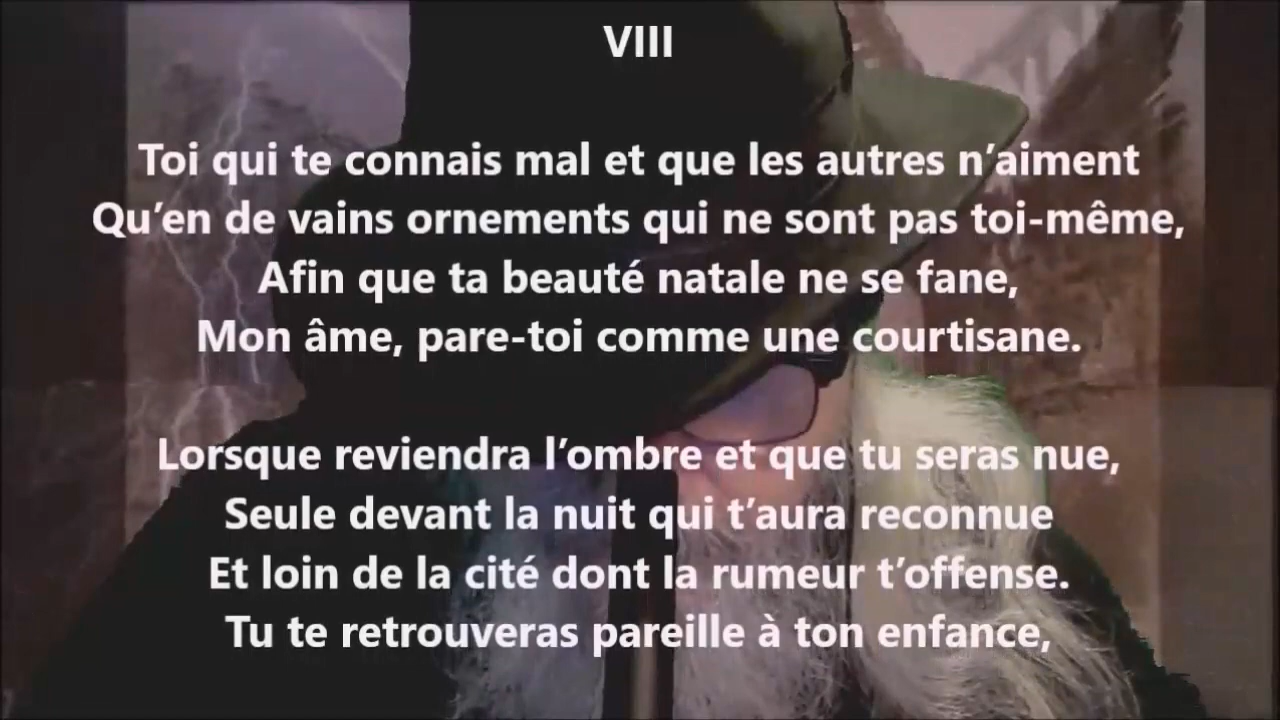 VIII
Toi qui te connais mal et que les autres n’aiment
Qu’en de vains ornements qui ne sont pas toi-même,
Afin que ta beauté natale ne se fane,
Mon âme, pare-toi comme une courtisane.
Lorsque reviendra l’ombre et que tu seras nue,
Seule devant la nuit qui t’aura reconnue
Et loin de la cité dont la rumeur t’offense.
Tu te retrouveras pareille à ton enfance,